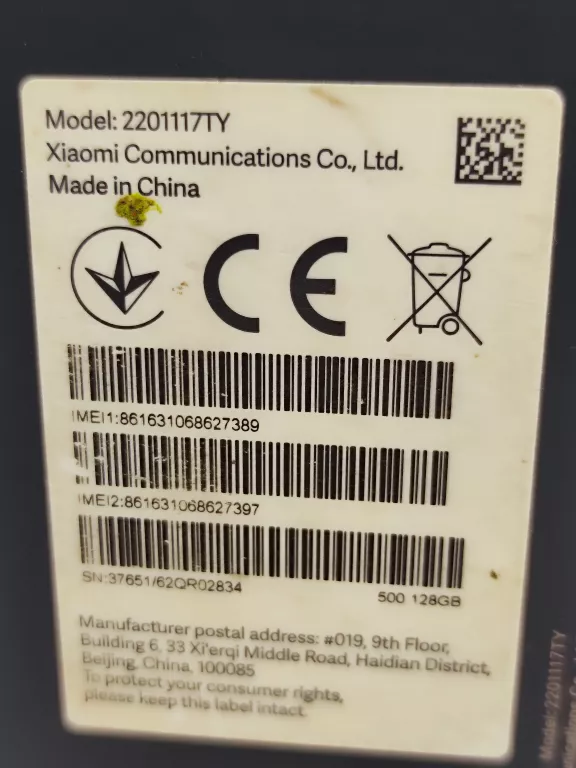 Model: 2201117TY
Xiaomi Communications Co., Ltd.
Made in China
CE
IMEI1:861631068627389
IMEI2:861631068627397
SN:37651/62QR02834
500 128GB
Manufacturer postal address: #019, 9th Floor,
Building 6, 33 Xi'erqi Middle Road, Haidian District,
Beijing, China, 100085
To protect your consumer rights,
please keep this label intact.
Model: 2201117TY